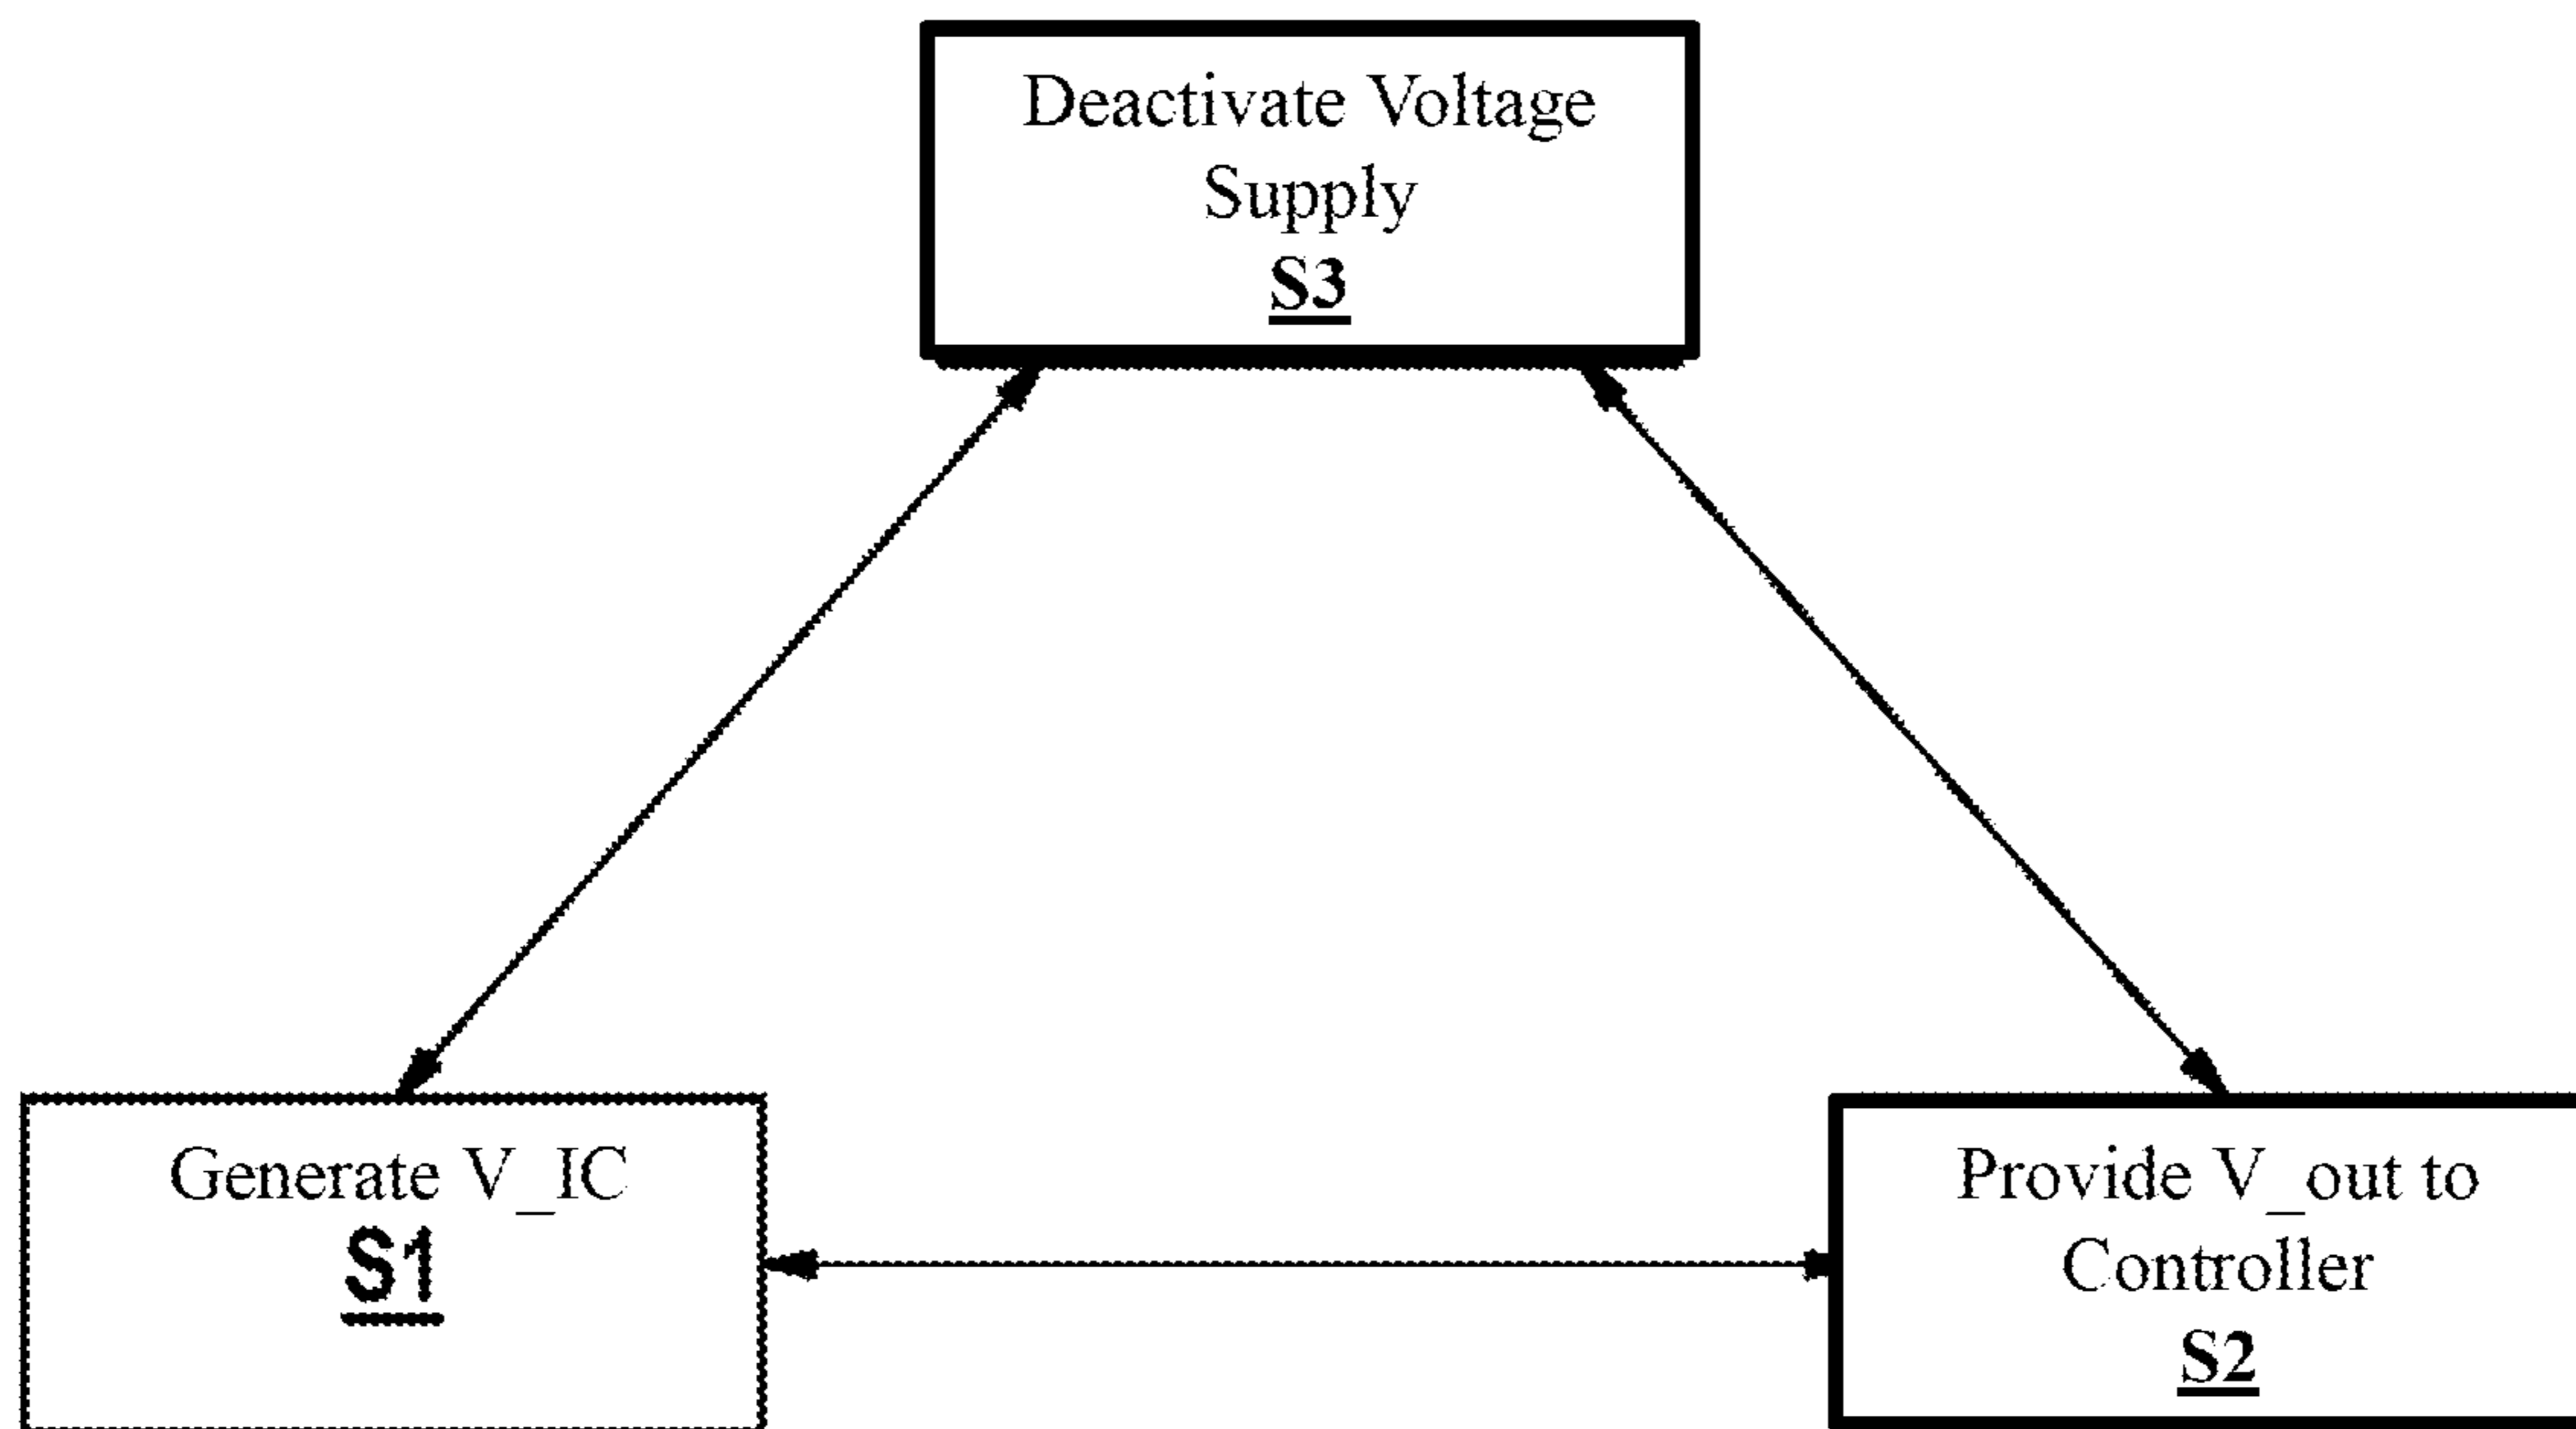 Deactivate Voltage
Supply
S3
Generate V_IC
S1
Provide V_out to
Controller
S2